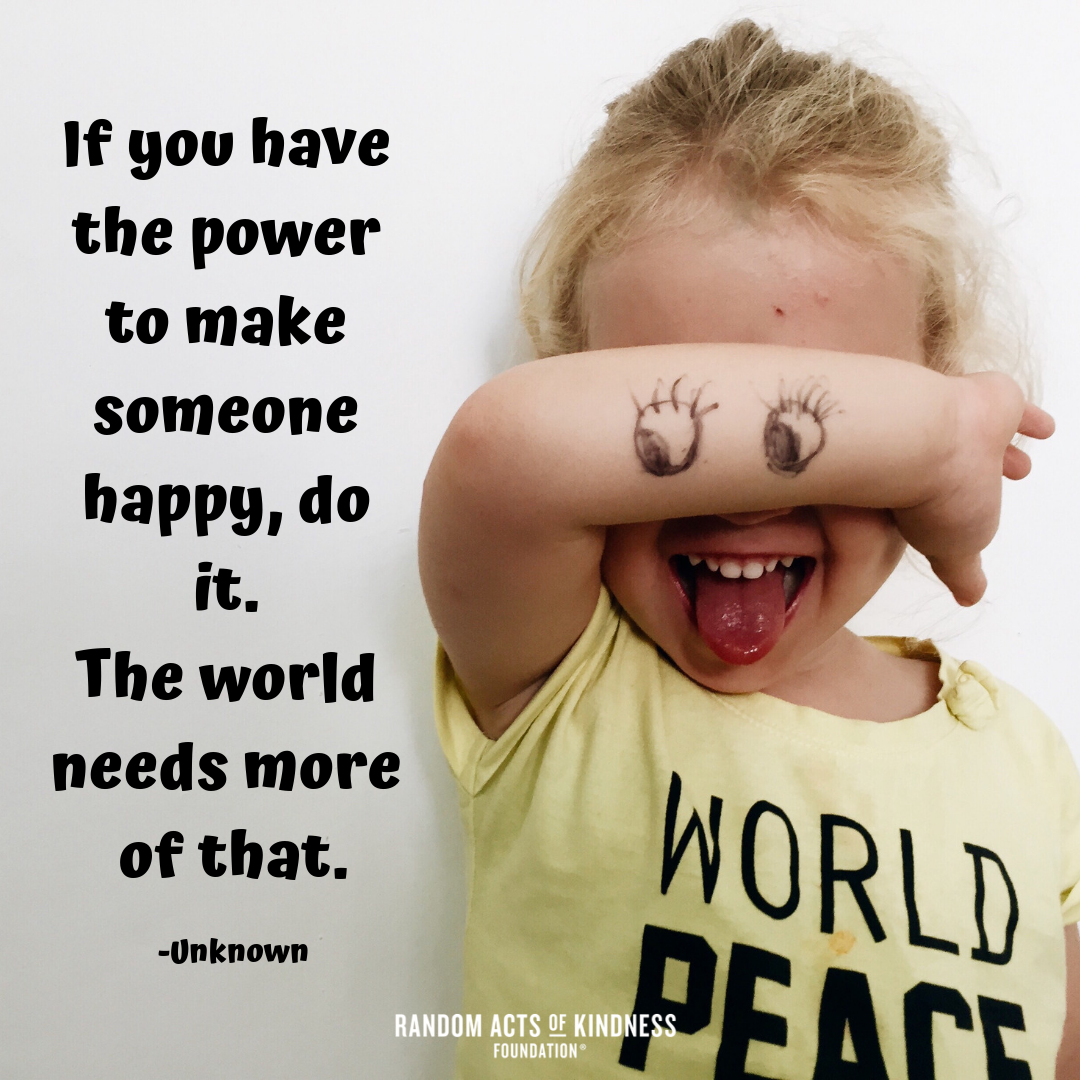 If you have
the power
to make
someone
happy, do
it.
The world
needs more
of that.
-Unknown
WORLD
PEACE
RANDOM ACTS OF KINDNESS
FOUNDATION®